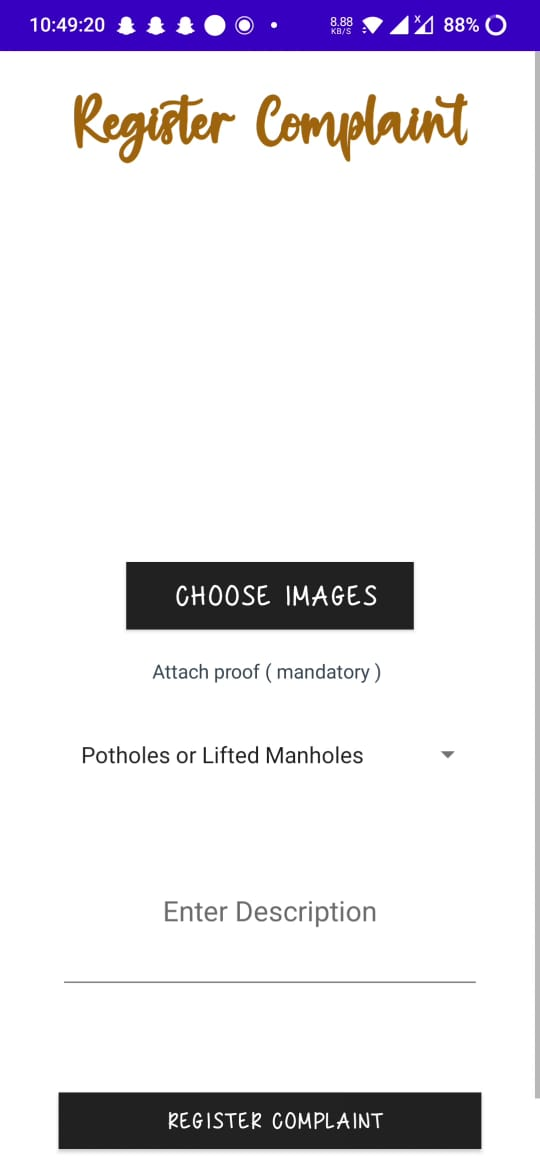 10:49:20 8.88 KB/S X 88%
Register Complaint
CHOOSE IMAGES
Attach proof ( mandatory )
Potholes or Lifted Manholes
Enter Description
REGISTER COMPLAINT